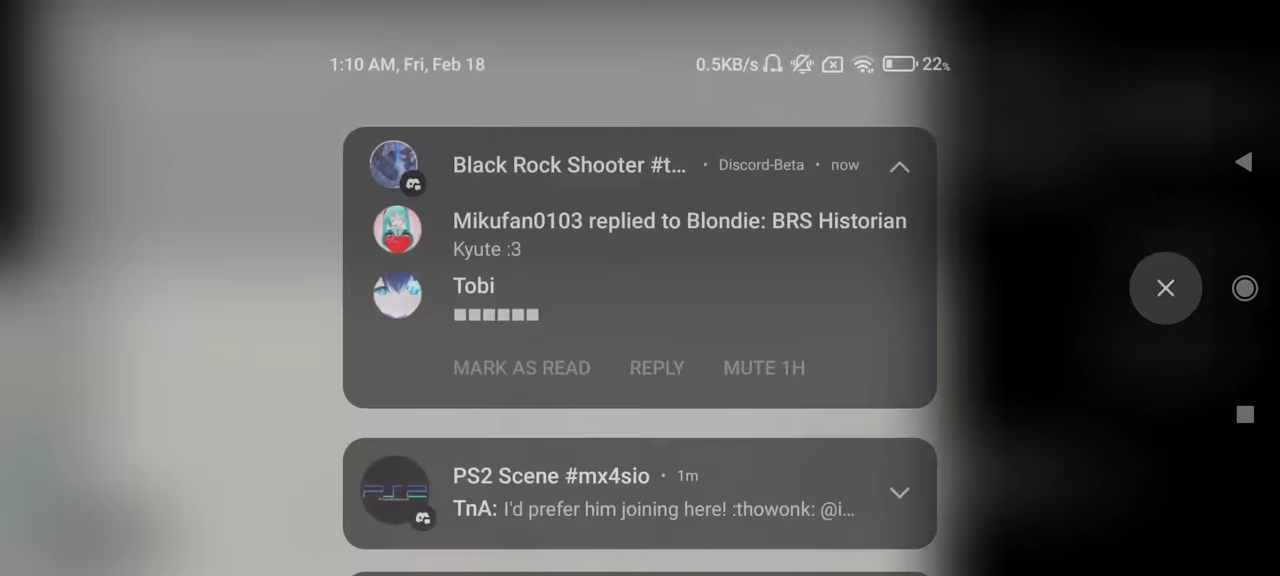 1:10 AM, Fri, Feb 18 0.5KB/s 22%
Black Rock Shooter #t... • Discord-Beta • now
Mikufan0103 replied to Blondie: BRS Historian
Kyute :3
Tobi
■■■■■■
MARK AS READ REPLY MUTE 1H
PS2
PS2 Scene #mx4sio • 1m
TnA: I'd prefer him joining here! :thowonk: @i...